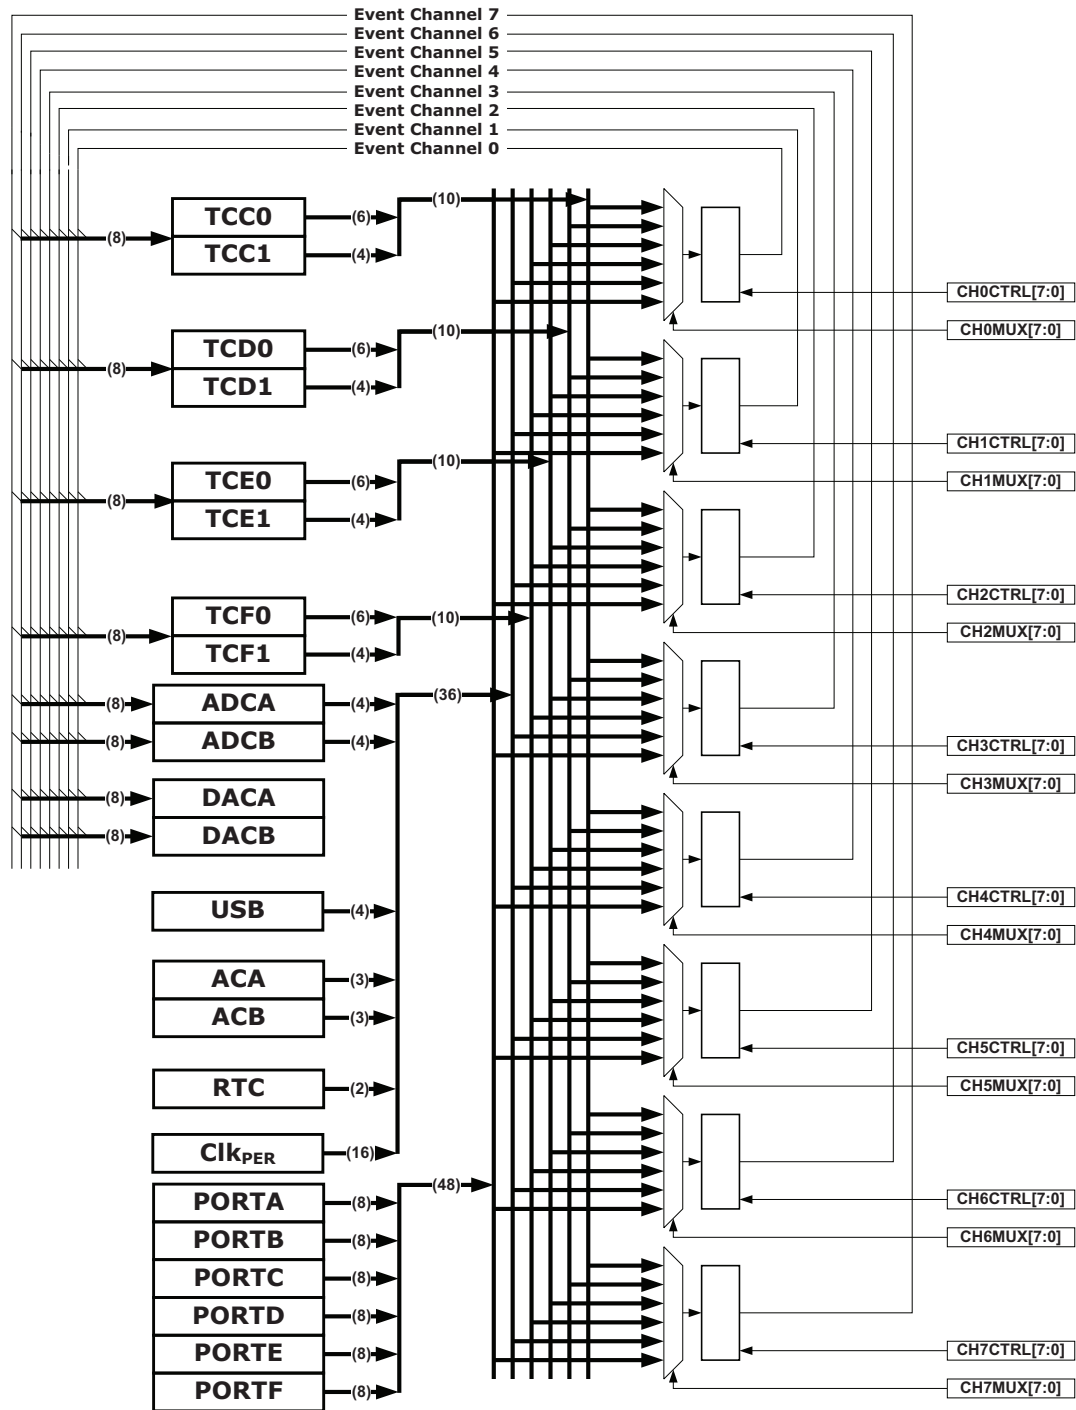 Event Channel 7
Event Channel 6
Event Channel 5
Event Channel 4
Event Channel 3
Event Channel 2
Event Channel 1
Event Channel 0
(10)
TCC0 (6)
(8)
TCC1 (4)
CH0CTRL[7:0]
CH0MUX[7:0]
(10)
TCD0 (6)
(8)
TCD1 (4)
CH1CTRL[7:0]
(10)
TCE0 (6)
CH1MUX[7:0]
(8)
TCE1 (4)
CH2CTRL[7:0]
TCF0 (6) (10)
CH2MUX[7:0]
(8)
TCF1 (4)
(36)
(8) ADCA (4)
(8) ADCB (4)
CH3CTRL[7:0]
CH3MUX[7:0]
(8) DACA
(8) DACB
CH4CTRL[7:0]
USB (4)
CH4MUX[7:0]
ACA (3)
ACB (3)
CH5CTRL[7:0]
RTC (2)
CH5MUX[7:0]
ClkPER (16)
(48)
PORTA (8)
CH6CTRL[7:0]
PORTB (8)
CH6MUX[7:0]
PORTC (8)
PORTD (8)
PORTE (8)
CH7CTRL[7:0]
PORTF (8)
CH7MUX[7:0]